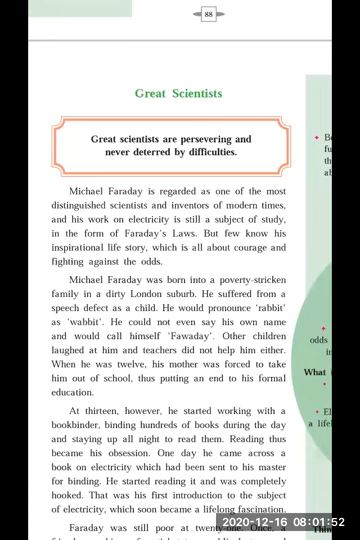 88
Great Scientists
Great scientists are persevering and
never deterred by difficulties.
Michael Faraday is regarded as one of the most
distinguished scientists and inventors of modern times,
and his work on electricity is still a subject of study,
in the form of Faraday's Laws. But few know his
inspirational life story, which is all about courage and
fighting against the odds.
Michael Faraday was born into a poverty-stricken
family in a dirty London suburb. He suffered from a
speech defect as a child. He would pronounce 'rabbit'
as 'wabbit'. He could not even say his own name
and would call himself 'Fawaday'. Other children
laughed at him and teachers did not help him either.
When he was twelve, his mother was forced to take
him out of school, thus putting an end to his formal
education.
At thirteen, however, he started working with a
bookbinder, binding hundreds of books during the day
and staying up all night to read them. Reading thus
became his obsession. One day he came across a
book on electricity which had been sent to his master
for binding. He started reading it and was completely
hooked. That was his first introduction to the subject
of electricity, which soon became a lifelong fascination.
Faraday was still poor at twenty-one. Once, a
odds
What
a
2020-12-16 08:01:52